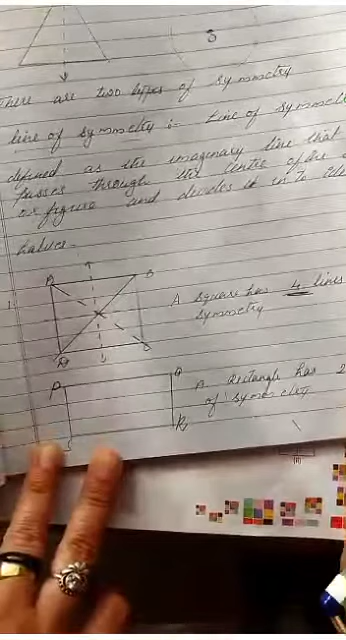 3
There are two types of symmetry
line of symmetry is Line of
defined as the imaginary line that
passes through the centre of the
or figure and divides it in to
halves.
A B
A square has 4 lines
symmetry
P Q
A Rectangle has 2
of symmetry
R